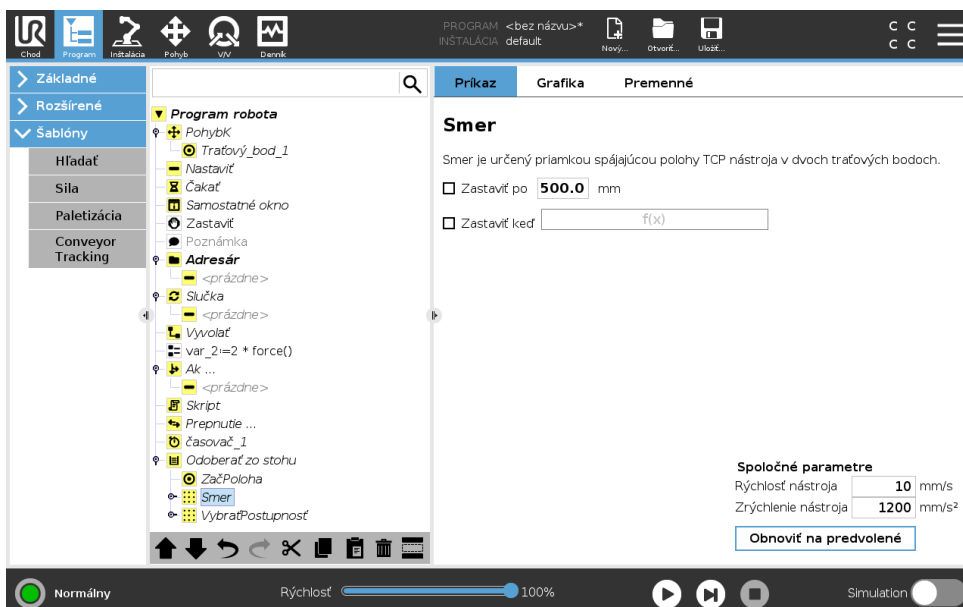 PROGRAM <bez názvu>*
INŠTALÁCIA default
Chod
Program
Inštalácia
Pohyb
V/V
Denník
Nový...
Otvoriť...
Uložiť...
C C
C C
Základné
Rozšírené
Šablóny
Hľadať
Sila
Paletizácia
Conveyor
Tracking
Program robota
PohybK
Traťový_bod_1
Nastaviť
Čakať
Samostatné okno
Zastaviť
Poznámka
Adresár
<prázdne>
Slučka
<prázdne>
Vyvolať
var_2:=2 * force()
Ak ...
<prázdne>
Skript
Prepnutie ...
časovač_1
Odoberať zo stohu
ZačPoloha
Smer
VybraťPostupnosť
Príkaz Grafika Premenné
Smer
Smer je určený priamkou spájajúcou polohy TCP nástroja v dvoch traťových bodoch.
Zastaviť po 500.0 mm
Zastaviť keď f(x)
Spoločné parametre
Rýchlosť nástroja 10 mm/s
Zrýchlenie nástroja 1200 mm/s²
Obnoviť na predvolené
Normálny
Rýchlosť 100%
Simulation